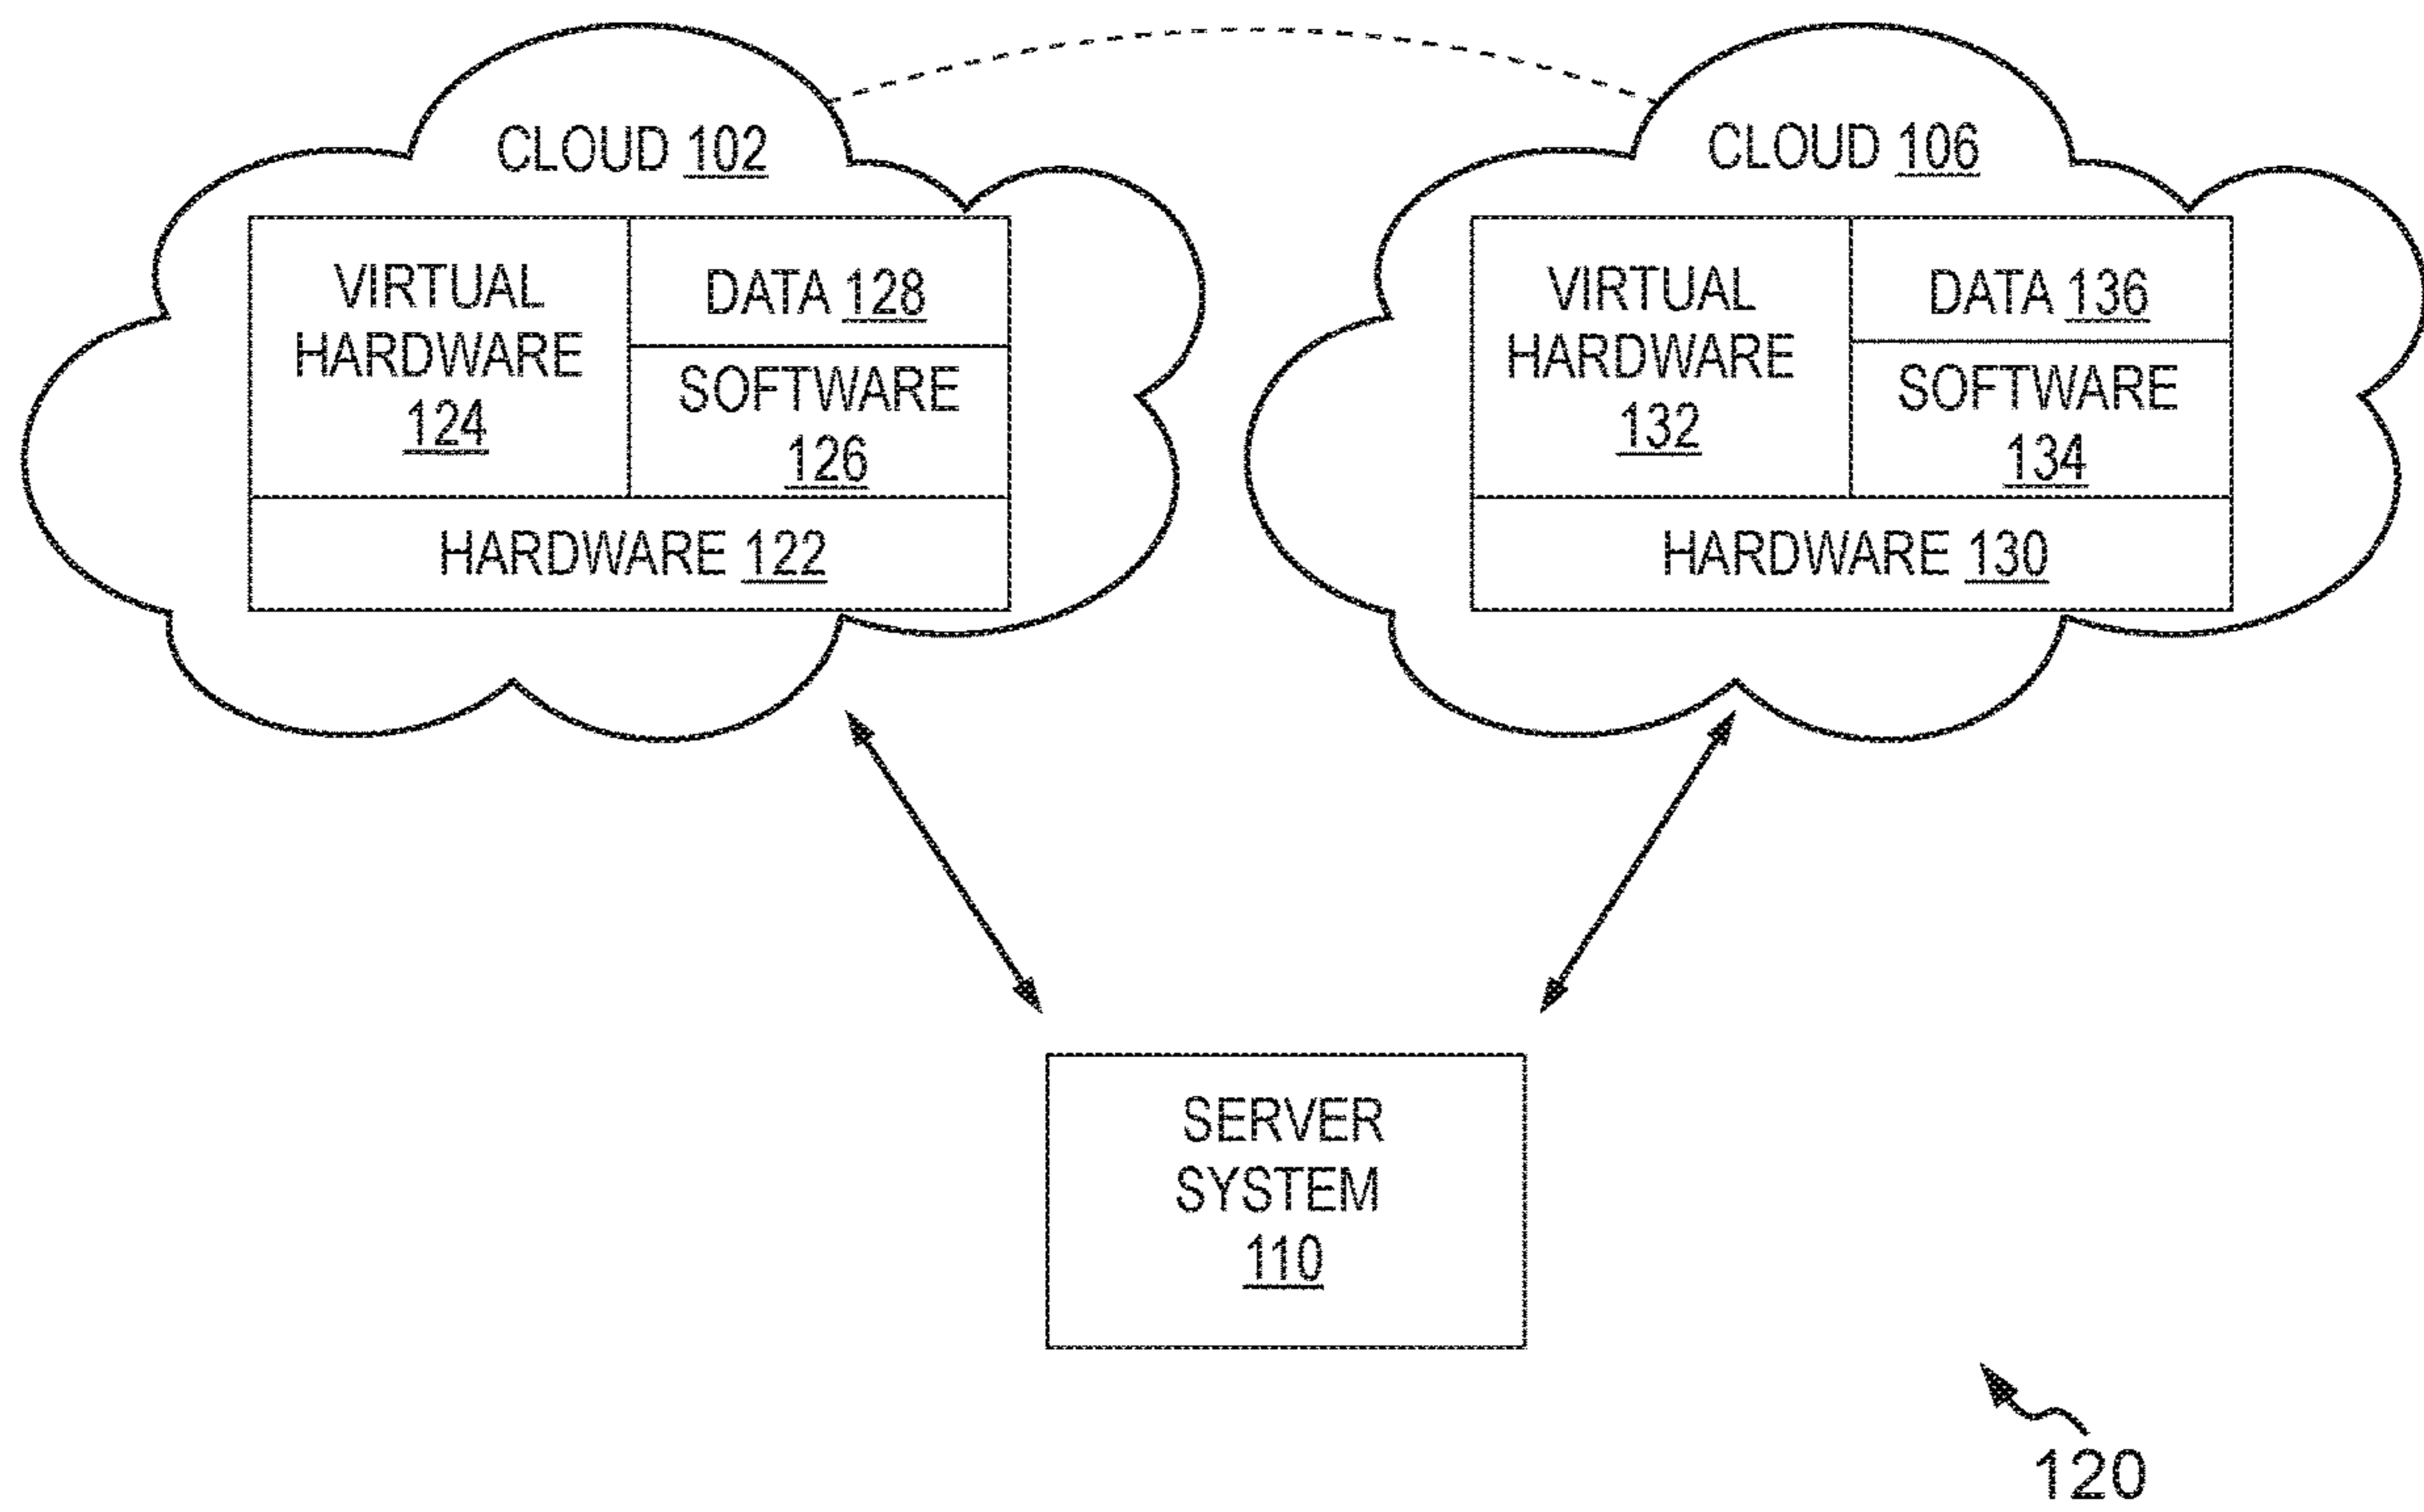 CLOUD 102
VIRTUAL
HARDWARE
124
DATA 128
SOFTWARE
126
HARDWARE 122
CLOUD 106
VIRTUAL
HARDWARE
132
DATA 136
SOFTWARE
134
HARDWARE 130
SERVER
SYSTEM
110
120